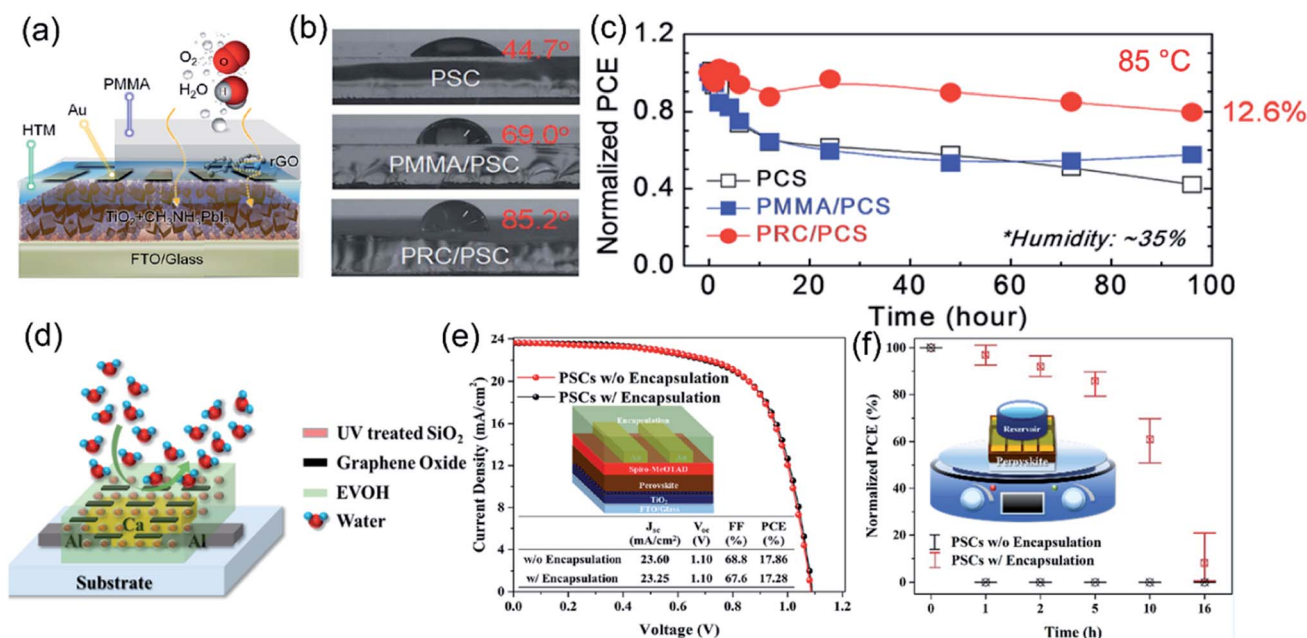 (a)
O₂
O
PMMA
H₂O
H
Au
HTM
rGO
TiO₂+CH₃NH₃PbI₃
FTO/Glass
(b)
44.7°
PSC
69.0°
PMMA/PSC
85.2°
PRC/PSC
(c)
Normalized PCE
1.2
0.8
0.4
0.0
85 °C
12.6%
PCS
PMMA/PCS
PRC/PCS
*Humidity: ~35%
0 20 40 60 80 100
Time (hour)
(d)
UV treated SiO₂
Graphene Oxide
EVOH
Water
Ca
Al Al
Substrate
(e)
Current Density (mA/cm²)
24
20
16
12
8
4
0
PSCs w/o Encapsulation
PSCs w/ Encapsulation
Encapsulation
Au Au
Spiro-MeOTAD
Perovskite
TiO₂
FTO/Glass
Jsc Voc FF PCE
(mA/cm²) (V) (%) (%)
w/o Encapsulation 23.60 1.10 68.8 17.86
w/ Encapsulation 23.25 1.10 67.6 17.28
0.0 0.2 0.4 0.6 0.8 1.0 1.2
Voltage (V)
(f)
Normalized PCE (%)
100
80
60
40
20
0
Reservoir
Perpyskite
PSCs w/o Encapsulation
PSCs w/ Encapsulation
0 1 2 5 10 16
Time (h)